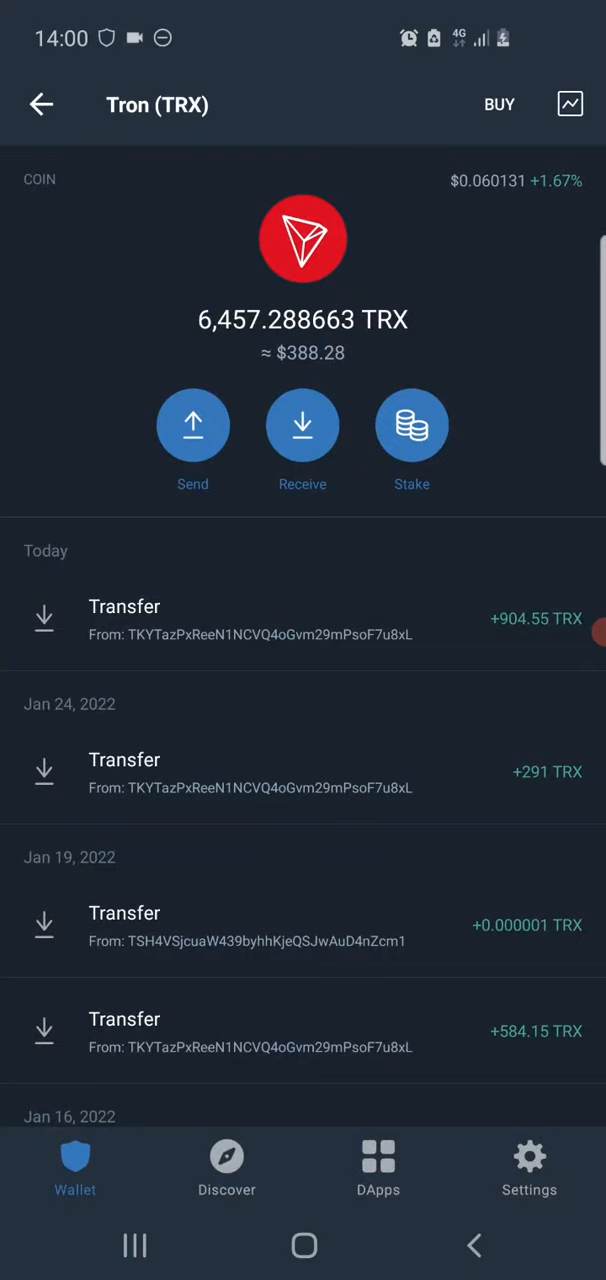 14:00
4G
Tron (TRX)
BUY
COIN
$0.060131 +1.67%
6,457.288663 TRX
≈ $388.28
Send
Receive
Stake
Today
Transfer
+904.55 TRX
From: TKYTazPxReeN1NCVQ4oGvm29mPsoF7u8xL
Jan 24, 2022
Transfer
+291 TRX
From: TKYTazPxReeN1NCVQ4oGvm29mPsoF7u8xL
Jan 19, 2022
Transfer
+0.000001 TRX
From: TSH4VSjcuaW439byhhKjeQSJwAuD4nZcm1
Transfer
+584.15 TRX
From: TKYTazPxReeN1NCVQ4oGvm29mPsoF7u8xL
Jan 16, 2022
Wallet
Discover
DApps
Settings